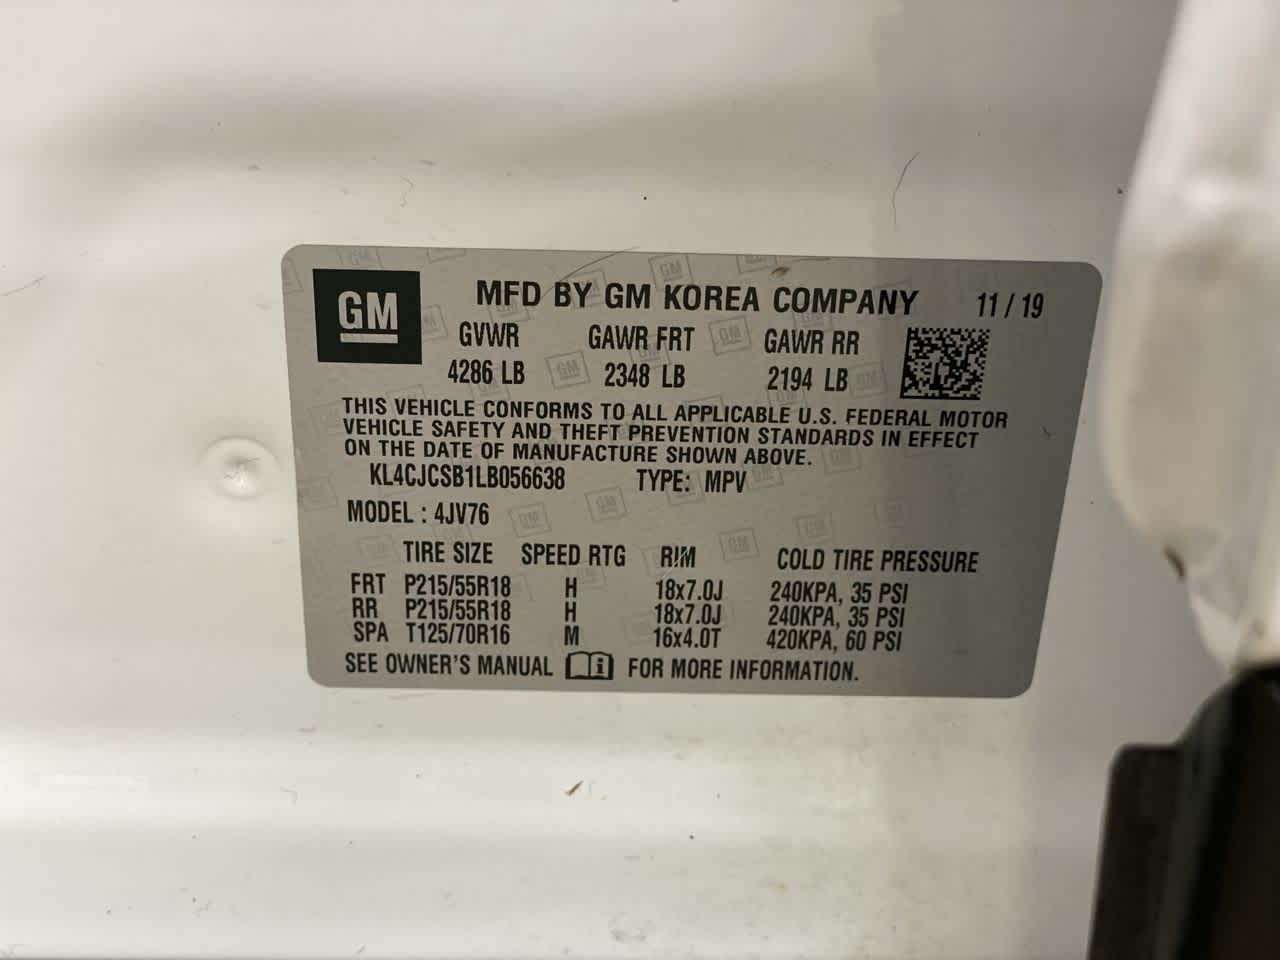 GM
MFD BY GM KOREA COMPANY 11 / 19
GVWR GAWR FRT GAWR RR
4286 LB 2348 LB 2194 LB
THIS VEHICLE CONFORMS TO ALL APPLICABLE U.S. FEDERAL MOTOR
VEHICLE SAFETY AND THEFT PREVENTION STANDARDS IN EFFECT
ON THE DATE OF MANUFACTURE SHOWN ABOVE.
KL4CJCSB1LB056638 TYPE: MPV
MODEL : 4JV76
TIRE SIZE SPEED RTG RIM COLD TIRE PRESSURE
FRT P215/55R18 H 18x7.0J 240KPA, 35 PSI
RR P215/55R18 H 18x7.0J 240KPA, 35 PSI
SPA T125/70R16 M 16x4.0T 420KPA, 60 PSI
SEE OWNER'S MANUAL i FOR MORE INFORMATION.